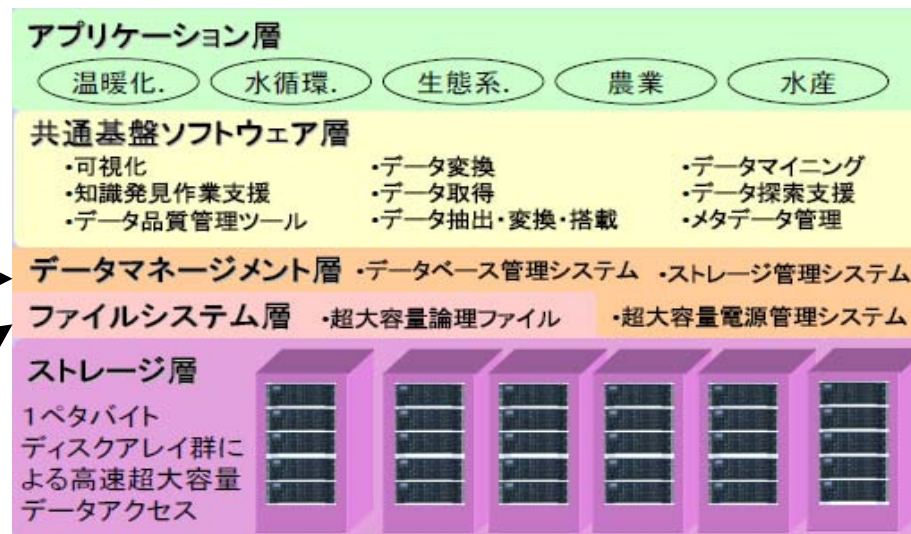 アプリケーション層
温暖化. 水循環. 生態系. 農業 水産
共通基盤ソフトウェア層
・可視化 ・データ変換 ・データマイニング
・知識発見作業支援 ・データ取得 ・データ探索支援
・データ品質管理ツール ・データ抽出・変換・搭載 ・メタデータ管理
データマネージメント層 ・データベース管理システム ・ストレージ管理システム
ファイルシステム層 ・超大容量論理ファイル ・超大容量電源管理システム
ストレージ層
1ペタバイト
ディスクアレイ群に
よる高速超大容量
データアクセス